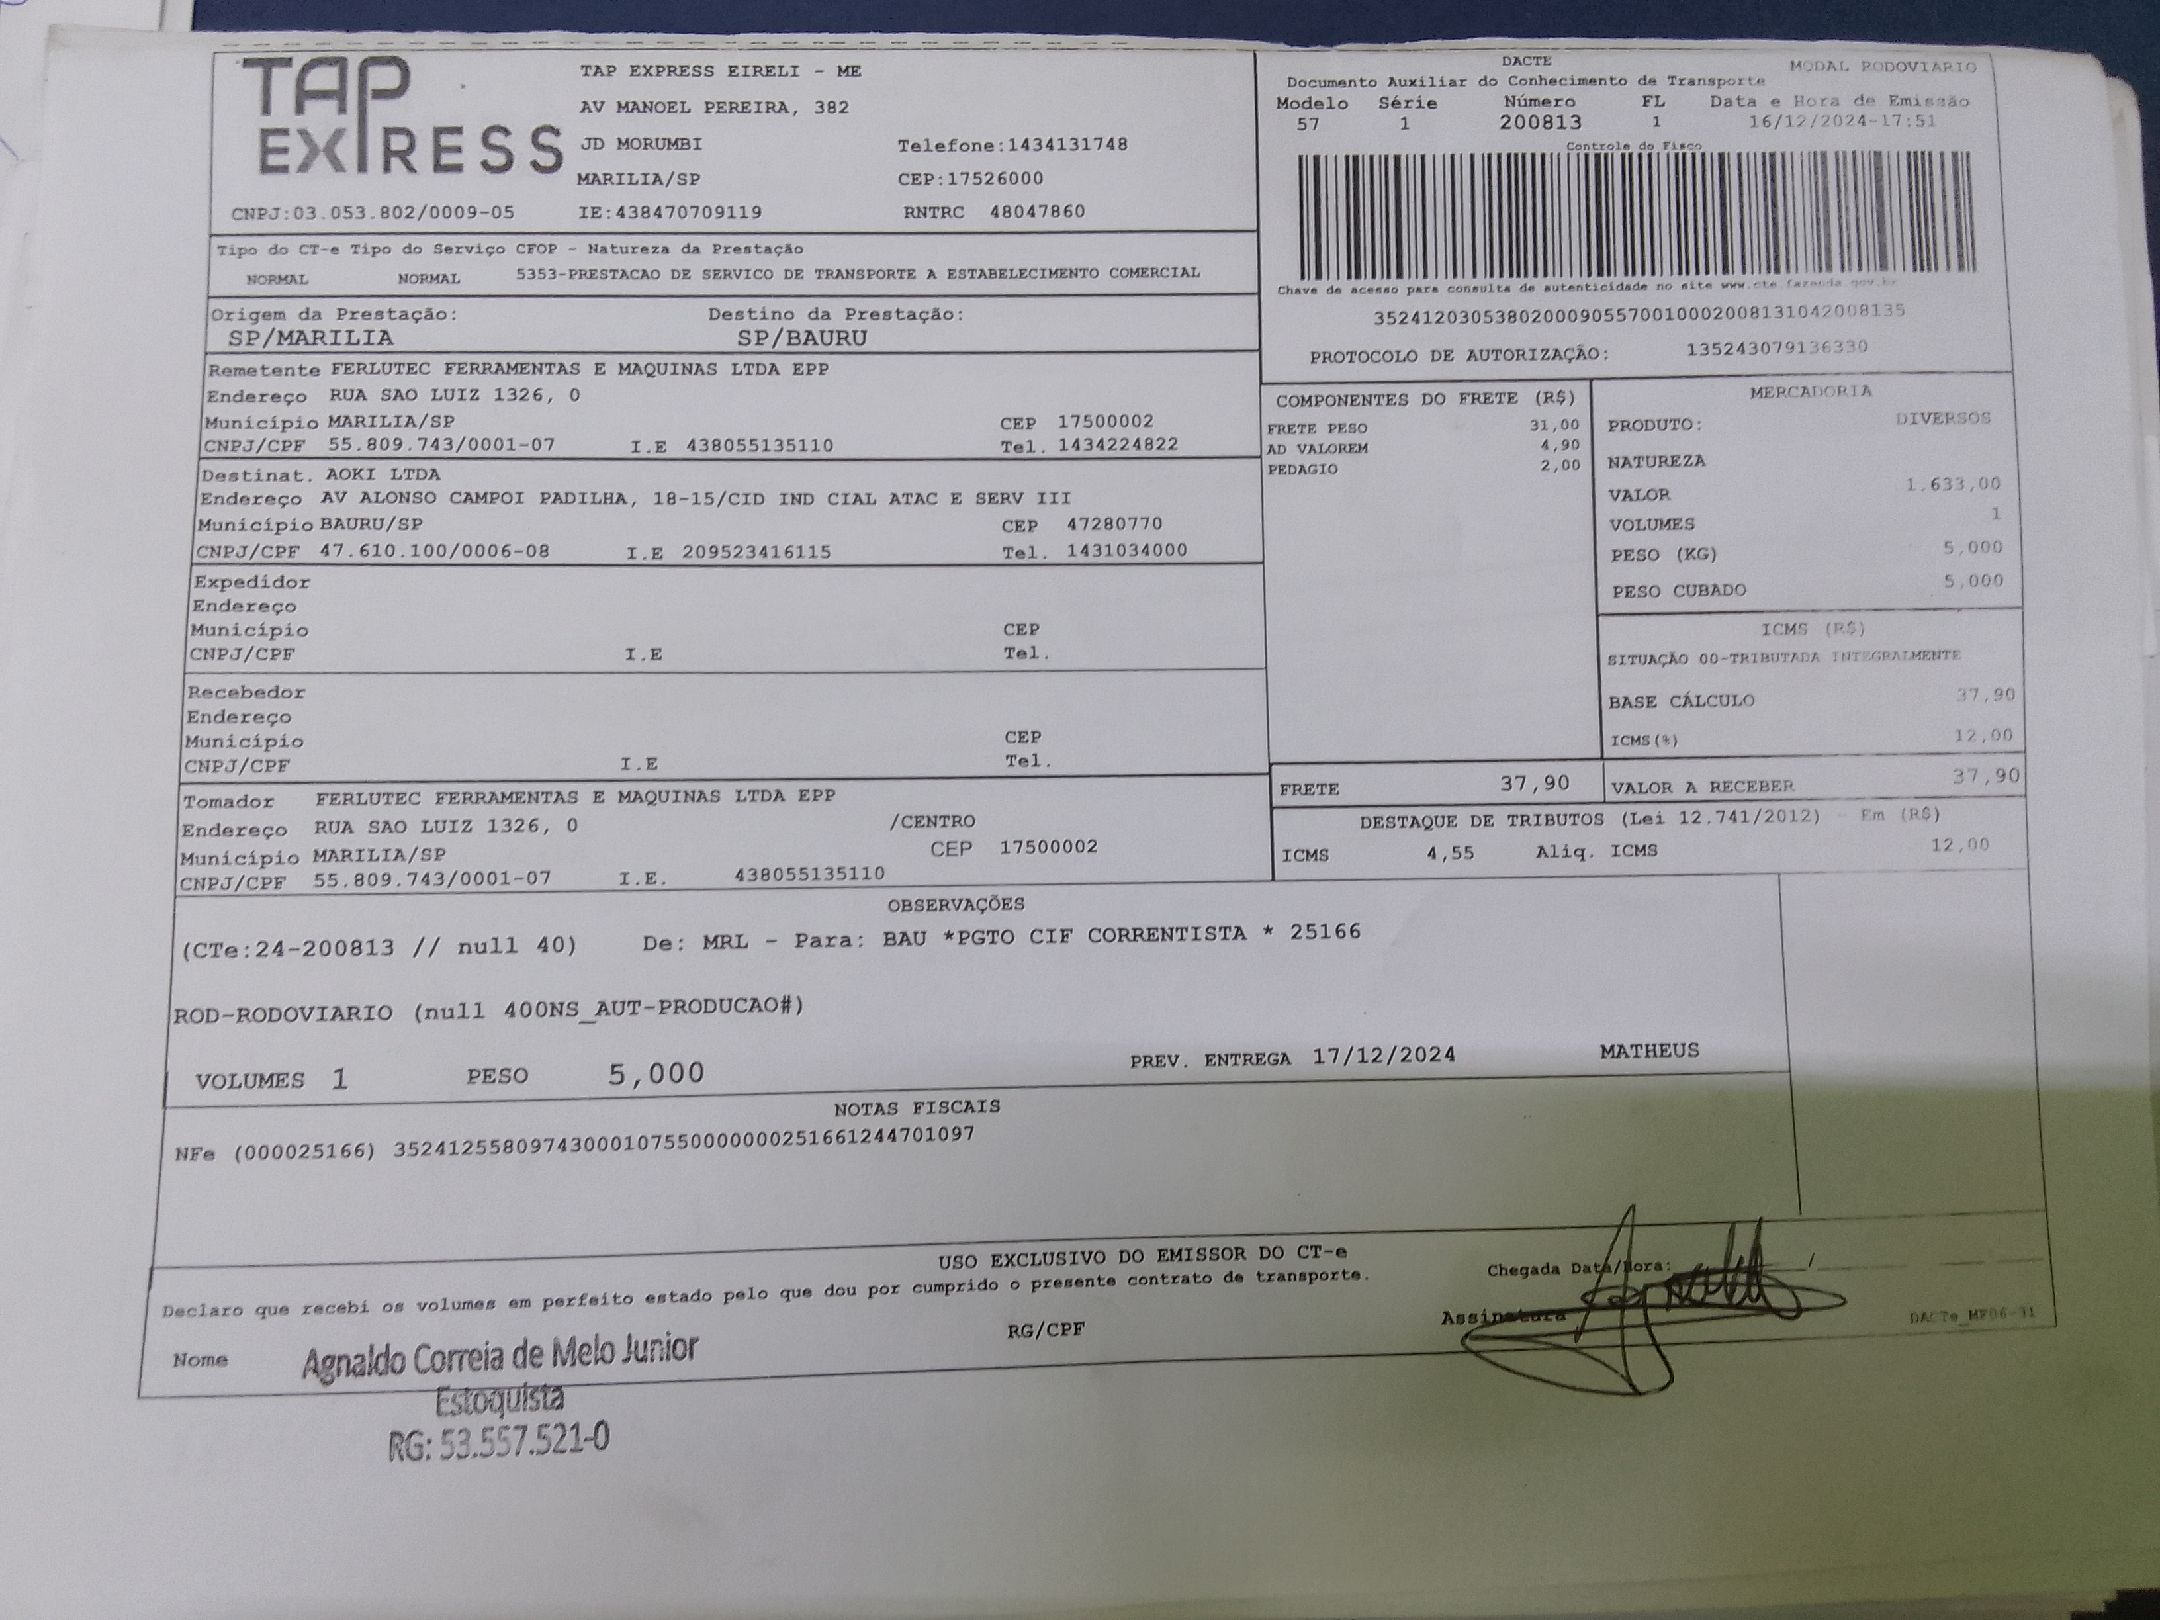 TAP EXPRESS
TAP EXPRESS EIRELI - ME
AV MANOEL PEREIRA, 382
JD MORUMBI Telefone:1434131748
MARILIA/SP CEP:17526000
CNPJ:03.053.802/0009-05 IE:438470709119 RNTRC 48047860
DACTE MODAL RODOVIARIO
Documento Auxiliar do Conhecimento de Transporte
Modelo Série Número FL Data e Hora de Emissão
57 1 200813 1 16/12/2024-17:51
Controle do Fisco
Chave de acesso para consulta de autenticidade no site www.cte.fazenda.gov.br
35241203053802000905570010002008131042008135
PROTOCOLO DE AUTORIZAÇÃO: 135243079136330
Tipo do CT-e Tipo do Serviço CFOP - Natureza da Prestação
NORMAL NORMAL 5353-PRESTACAO DE SERVICO DE TRANSPORTE A ESTABELECIMENTO COMERCIAL
Origem da Prestação: Destino da Prestação:
SP/MARILIA SP/BAURU
Remetente FERLUTEC FERRAMENTAS E MAQUINAS LTDA EPP
Endereço RUA SAO LUIZ 1326, 0
Município MARILIA/SP CEP 17500002
CNPJ/CPF 55.809.743/0001-07 I.E 438055135110 Tel. 1434224822
Destinat. AOKI LTDA
Endereço AV ALONSO CAMPOI PADILHA, 18-15/CID IND CIAL ATAC E SERV III
Município BAURU/SP CEP 47280770
CNPJ/CPF 47.610.100/0006-08 I.E 209523416115 Tel. 1431034000
Expedidor
Endereço
Município CEP
CNPJ/CPF I.E Tel.
Recebedor
Endereço
Município CEP
CNPJ/CPF I.E Tel.
Tomador FERLUTEC FERRAMENTAS E MAQUINAS LTDA EPP
Endereço RUA SAO LUIZ 1326, 0 /CENTRO
Município MARILIA/SP CEP 17500002
CNPJ/CPF 55.809.743/0001-07 I.E. 438055135110
COMPONENTES DO FRETE (R$)
FRETE PESO 31,00
AD VALOREM 4,90
PEDAGIO 2,00
MERCADORIA
PRODUTO: DIVERSOS
NATUREZA
VALOR 1.633,00
VOLUMES 1
PESO (KG) 5,000
PESO CUBADO 5,000
ICMS (R$)
SITUAÇÃO 00-TRIBUTADA INTEGRALMENTE
BASE CÁLCULO 37,90
ICMS(%) 12,00
FRETE 37,90 VALOR A RECEBER 37,90
DESTAQUE DE TRIBUTOS (Lei 12.741/2012) - Em (R$)
ICMS 4,55 Aliq. ICMS 12,00
OBSERVAÇÕES
(CTe:24-200813 // null 40) De: MRL - Para: BAU *PGTO CIF CORRENTISTA * 25166
ROD-RODOVIARIO (null 400NS_AUT-PRODUCAO#)
VOLUMES 1 PESO 5,000 PREV. ENTREGA 17/12/2024 MATHEUS
NOTAS FISCAIS
NFe (000025166) 35241255809743000107550000000251661244701097
USO EXCLUSIVO DO EMISSOR DO CT-e
Declaro que recebi os volumes em perfeito estado pelo que dou por cumprido o presente contrato de transporte.
Chegada Data/Hora: /
Nome RG/CPF Assinatura DACTe_MF06-31
Agnaldo Correia de Melo Junior
Estoquista
RG: 53.557.521-0